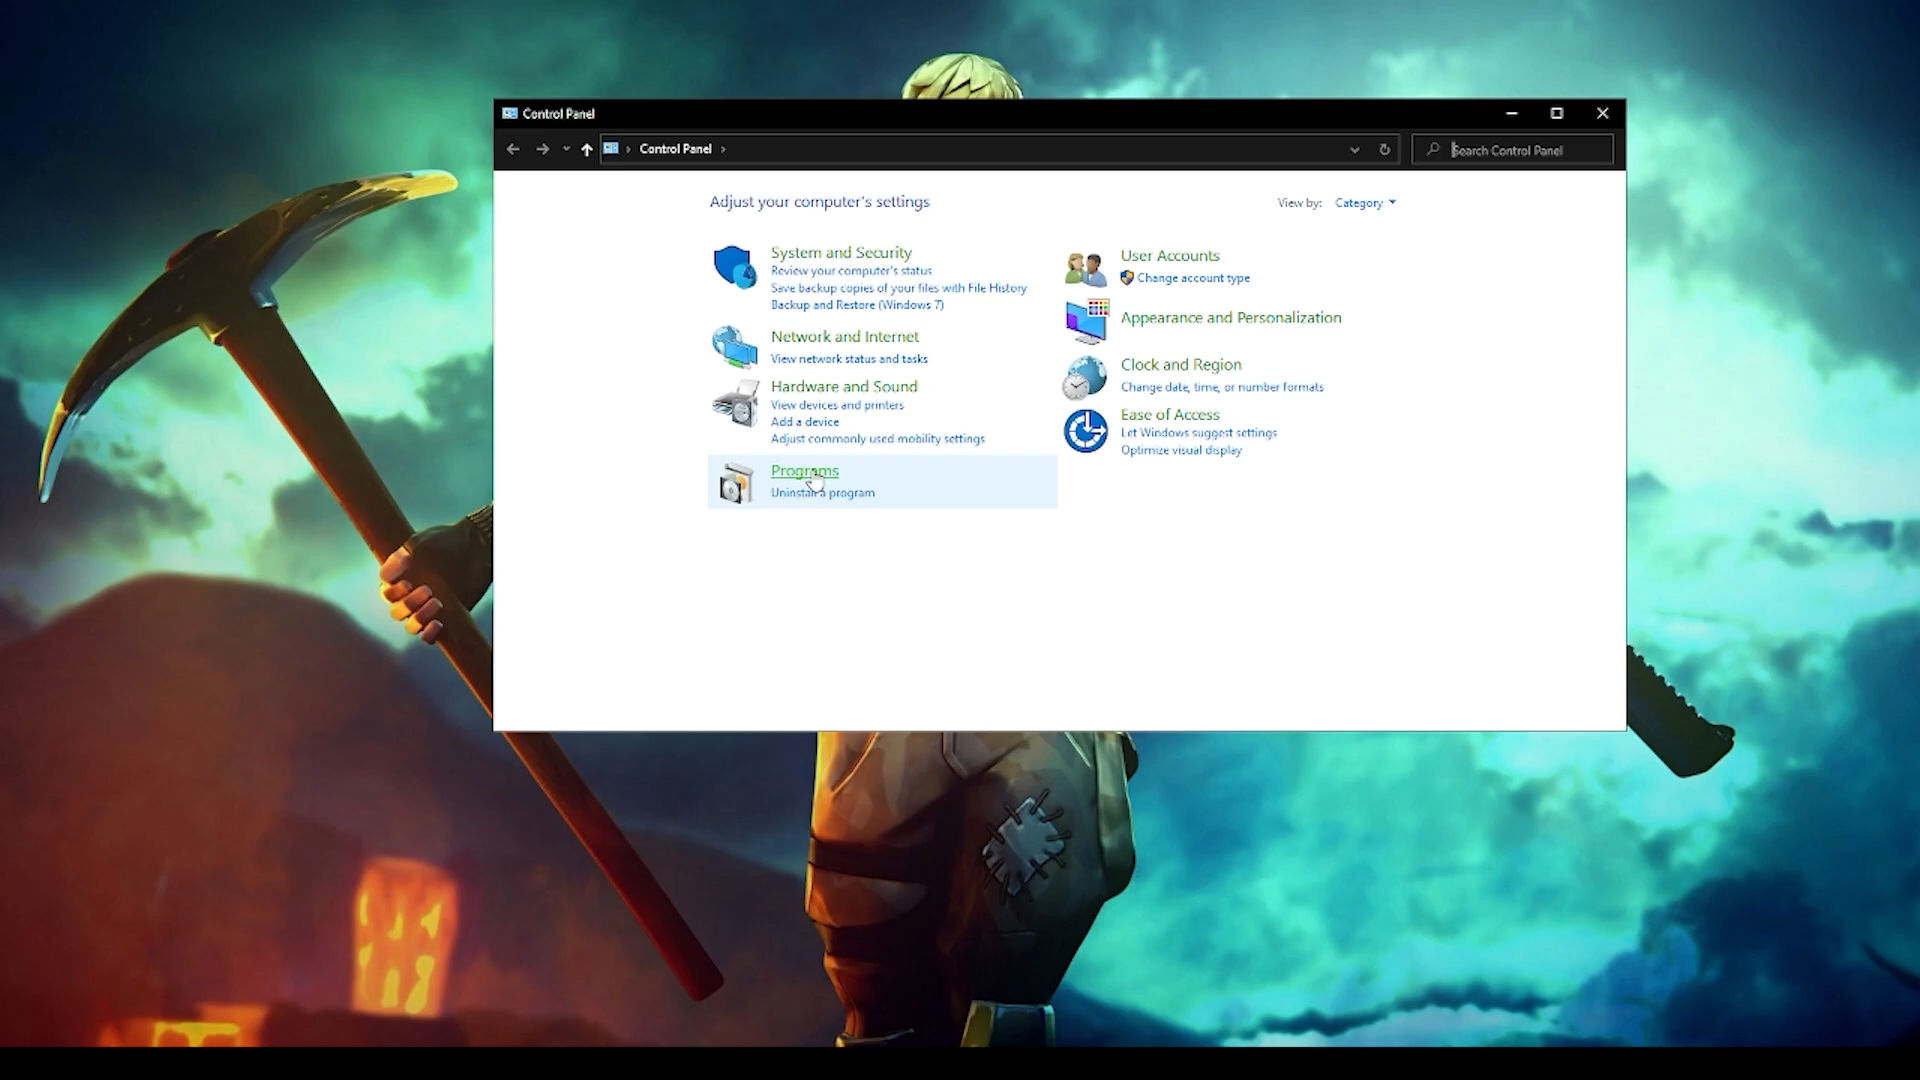 Control Panel
Control Panel
Search Control Panel
Adjust your computer's settings
View by: Category
System and Security
Review your computer's status
Save backup copies of your files with File History
Backup and Restore (Windows 7)
Network and Internet
View network status and tasks
Hardware and Sound
View devices and printers
Add a device
Adjust commonly used mobility settings
Programs
Uninstall a program
User Accounts
Change account type
Appearance and Personalization
Clock and Region
Change date, time, or number formats
Ease of Access
Let Windows suggest settings
Optimize visual display